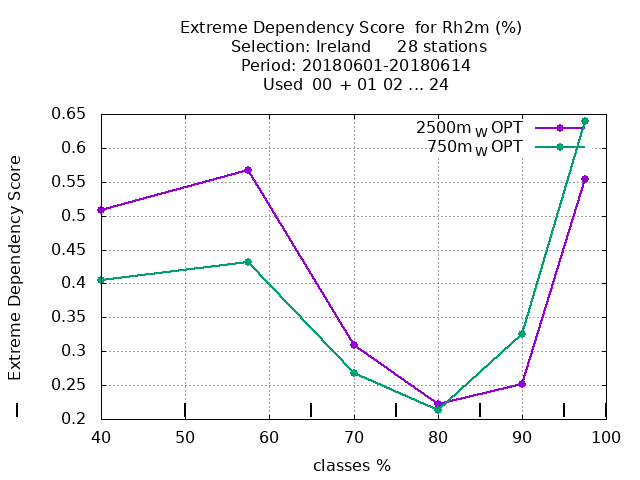 Extreme Dependency Score  for Rh2m (%)
Selection: Ireland     28 stations
Period: 20180601-20180614
Used  00 + 01 02 ... 24
2500m W OPT
750m W OPT
0.65
0.6
0.55
0.5
0.45
0.4
0.35
0.3
0.25
0.2
Extreme Dependency Score
40 50 60 70 80 90 100
classes %